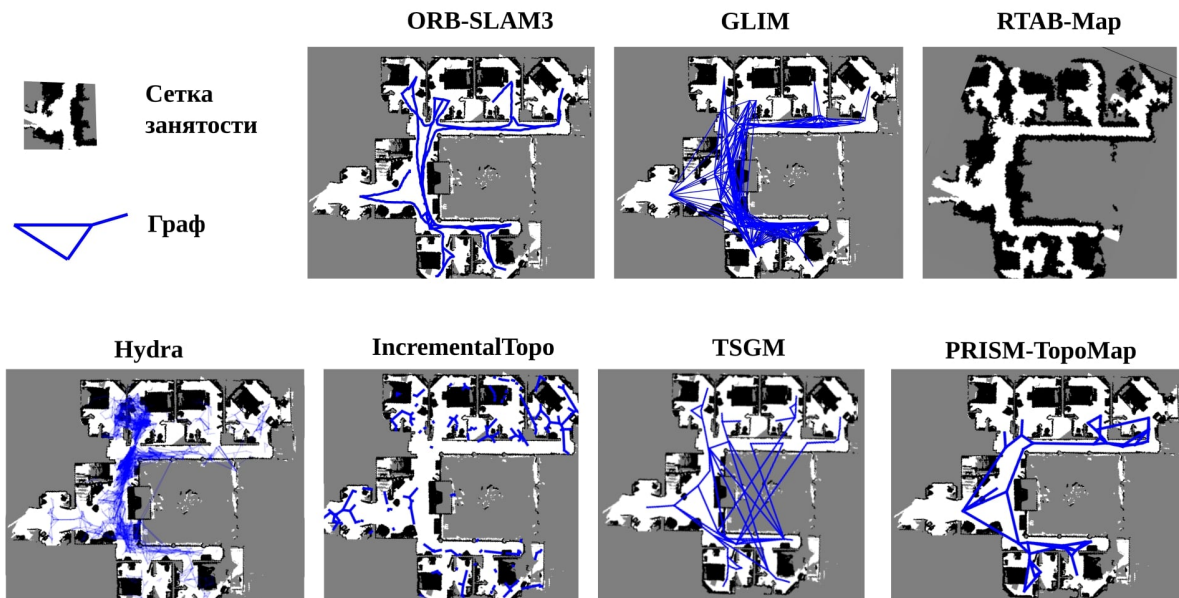 ORB-SLAM3
GLIM
RTAB-Map
Сетка
занятости
Граф
Hydra
IncrementalTopo
TSGM
PRISM-TopoMap